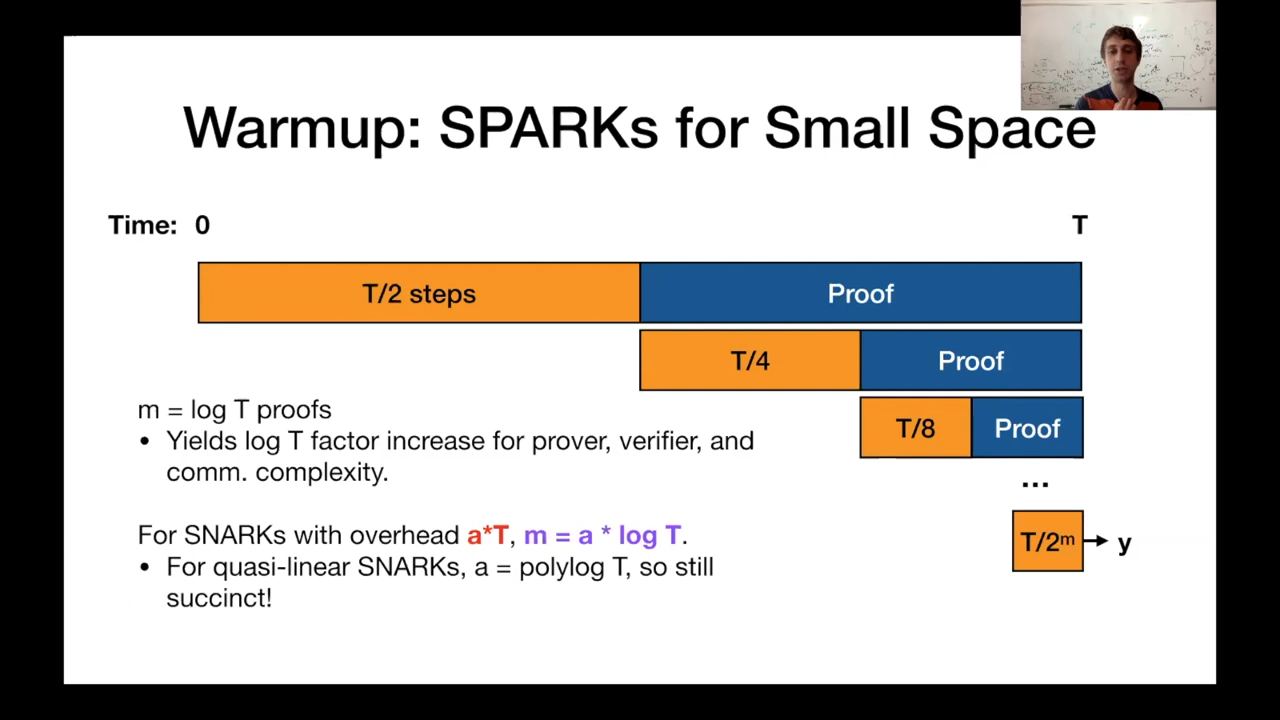 Warmup: SPARKs for Small Space
Time: 0 T
T/2 steps Proof
T/4 Proof
T/8 Proof
...
T/2ᵐ → y
m = log T proofs
• Yields log T factor increase for prover, verifier, and
comm. complexity.
For SNARKs with overhead a*T, m = a * log T.
• For quasi-linear SNARKs, a = polylog T, so still
succinct!